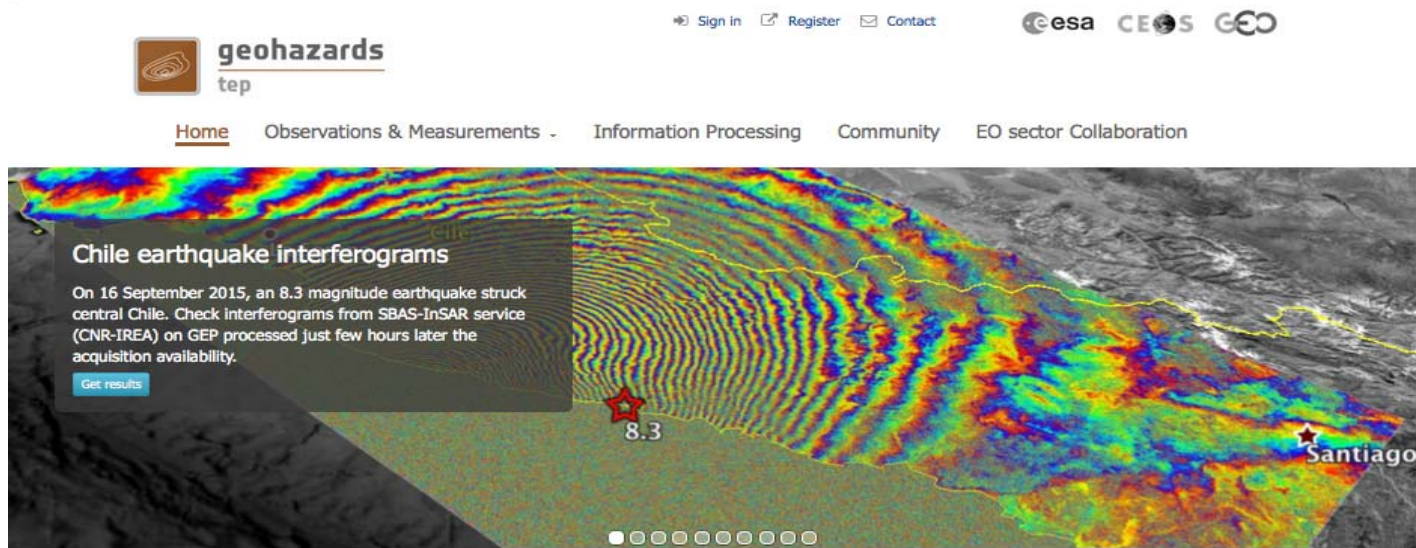 Sign in Register Contact
esa CEOS GEO
geohazards
tep
Home Observations & Measurements Information Processing Community EO sector Collaboration
Cile
Chile earthquake interferograms
On 16 September 2015, an 8.3 magnitude earthquake struck
central Chile. Check interferograms from SBAS-InSAR service
(CNR-IREA) on GEP processed just few hours later the
acquisition availability.
Get results
8.3
Santiago